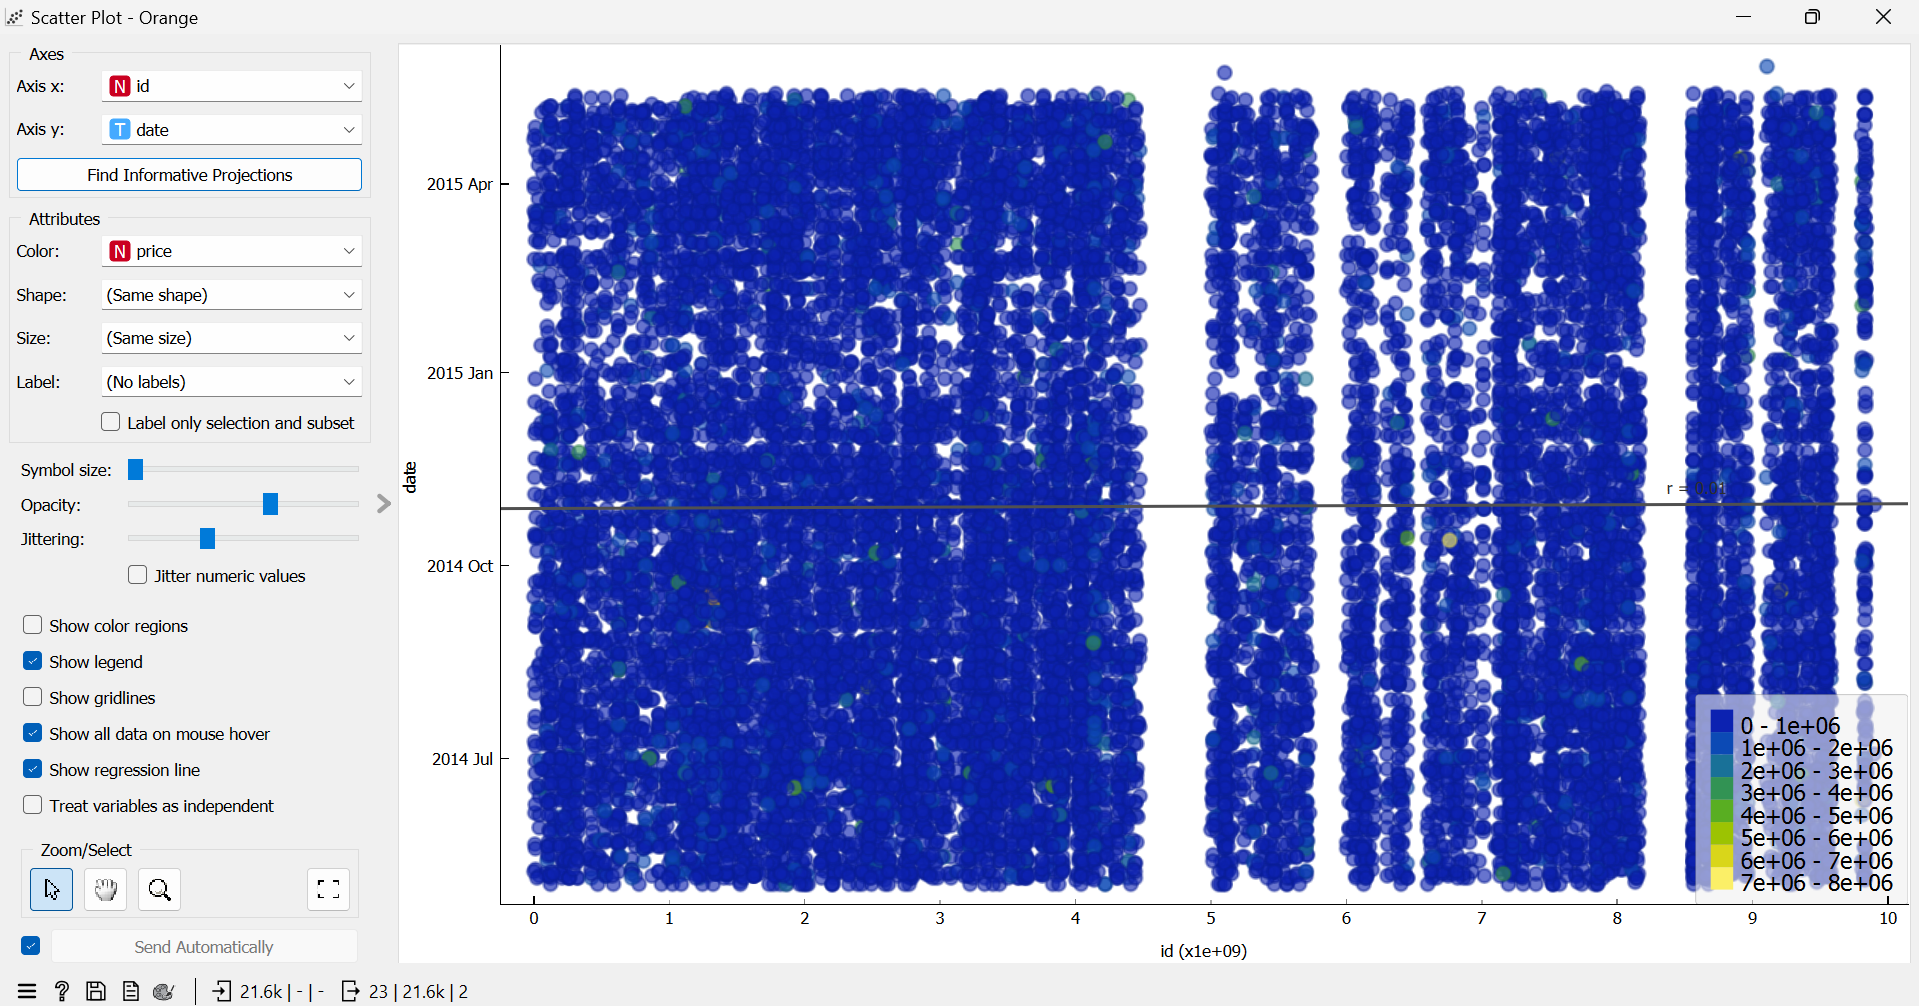 Scatter Plot - Orange
Axes
Axis x: N id
Axis y: T date
Find Informative Projections
Attributes
Color: N price
Shape: (Same shape)
Size: (Same size)
Label: (No labels)
Label only selection and subset
Symbol size:
Opacity:
Jittering:
Jitter numeric values
Show color regions
Show legend
Show gridlines
Show all data on mouse hover
Show regression line
Treat variables as independent
Zoom/Select
Send Automatically
21.6k | - | - 23 | 21.6k | 2
date
2015 Apr
2015 Jan
2014 Oct
2014 Jul
r = 0.01
0 - 1e+06
1e+06 - 2e+06
2e+06 - 3e+06
3e+06 - 4e+06
4e+06 - 5e+06
5e+06 - 6e+06
6e+06 - 7e+06
7e+06 - 8e+06
0 1 2 3 4 5 6 7 8 9 10
id (x1e+09)